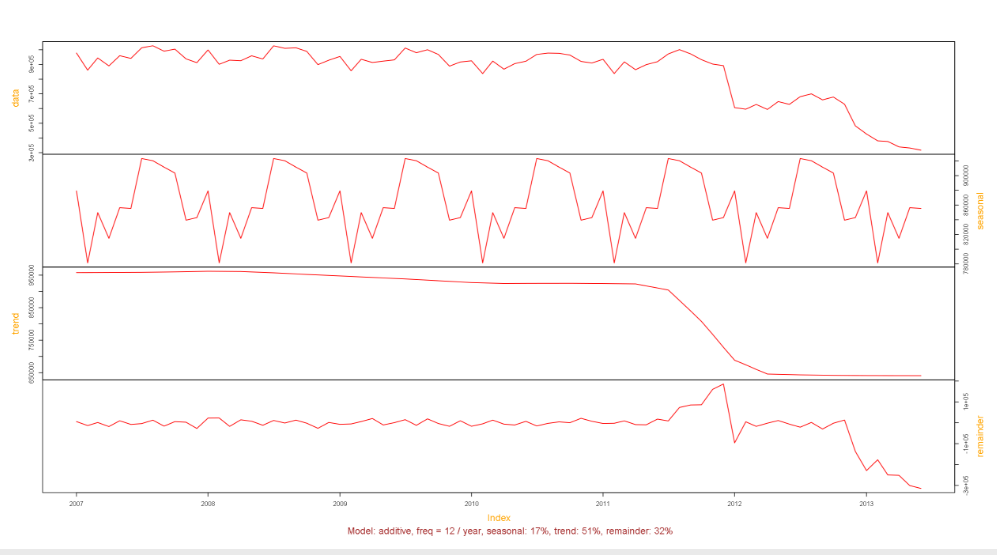 data
9e+05
7e+05
5e+05
3e+05
seasonal
900000
860000
820000
780000
trend
950000
850000
750000
650000
remainder
1e+05
-1e+05
-3e+05
2007 2008 2009 2010 2011 2012 2013
Index
Model: additive, freq = 12 / year, seasonal: 17%, trend: 51%, remainder: 32%